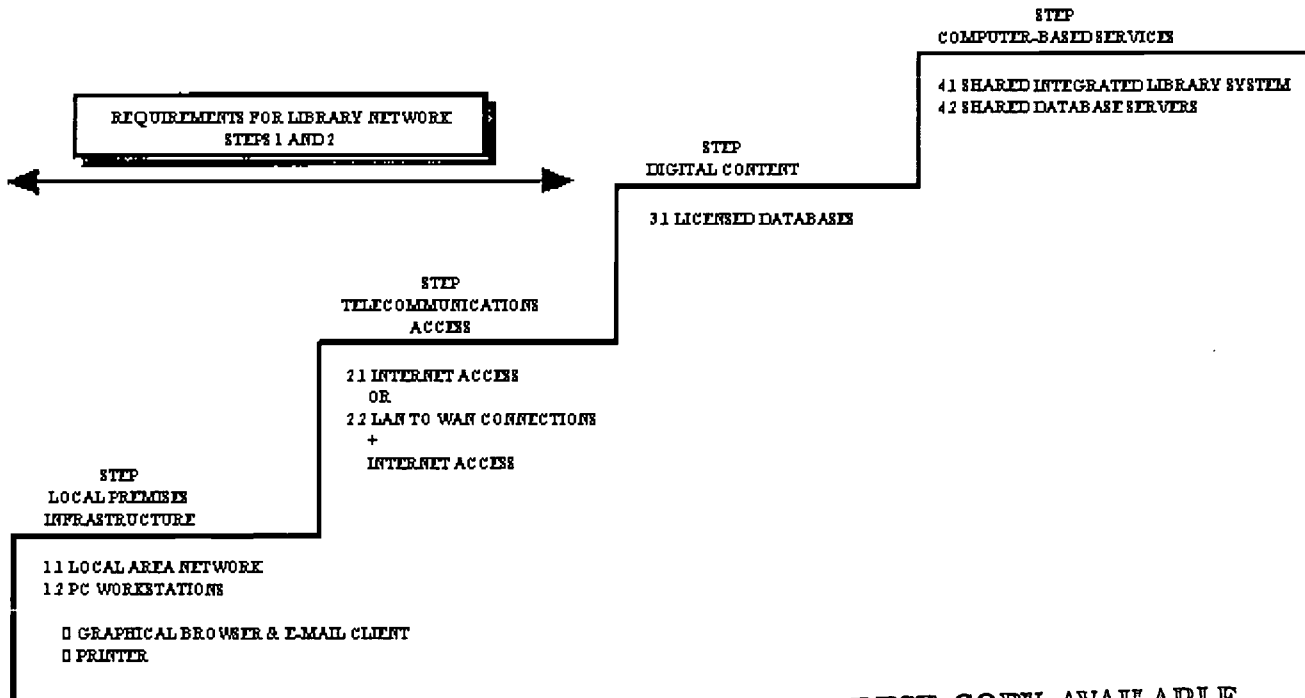 STEP
COMPUTER-BASED SERVICES
4.1 SHARED INTEGRATED LIBRARY SYSTEM
4.2 SHARED DATABASE SERVERS
REQUIREMENTS FOR LIBRARY NETWORK
STEPS 1 AND 2
STEP
DIGITAL CONTENT
3.1 LICENSED DATABASES
STEP
TELECOMMUNICATIONS
ACCESS
2.1 INTERNET ACCESS
OR
2.2 LAN TO WAN CONNECTIONS
+
INTERNET ACCESS
STEP
LOCAL PREMISES
INFRASTRUCTURE
1.1 LOCAL AREA NETWORK
1.2 PC WORKSTATIONS
▯ GRAPHICAL BROWSER & E-MAIL CLIENT
▯ PRINTER
BEST COPY AVAILABLE